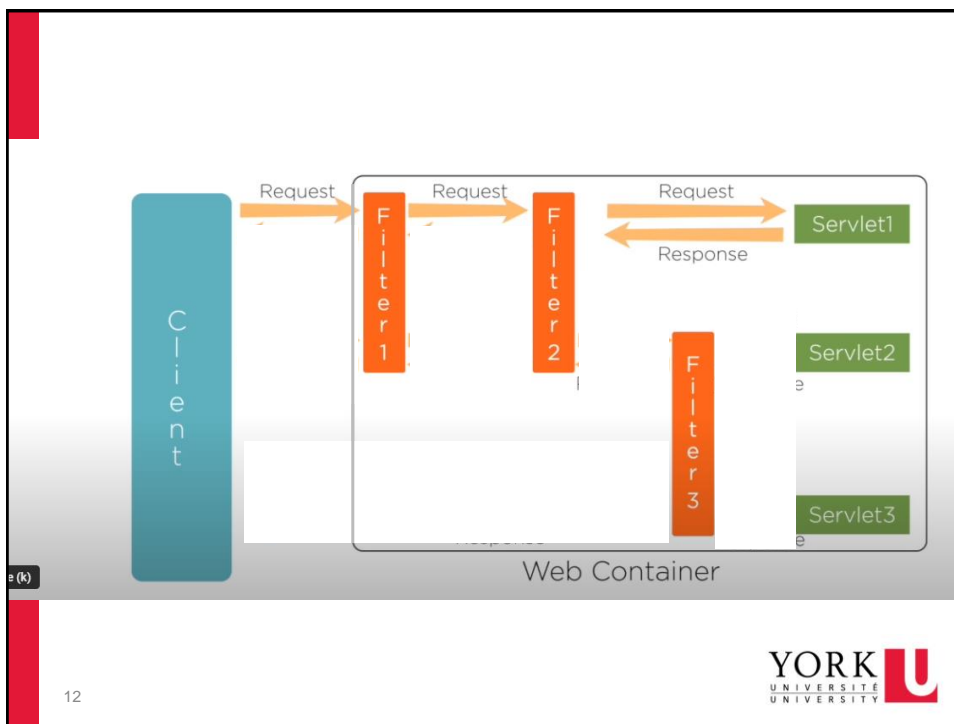 Request
Request
Request
Filter1
Filter2
Servlet1
Response
Client
Servlet2
Filter3
Servlet3
Web Container
e (k)
YORK
UNIVERSITÉ
UNIVERSITY
U
12